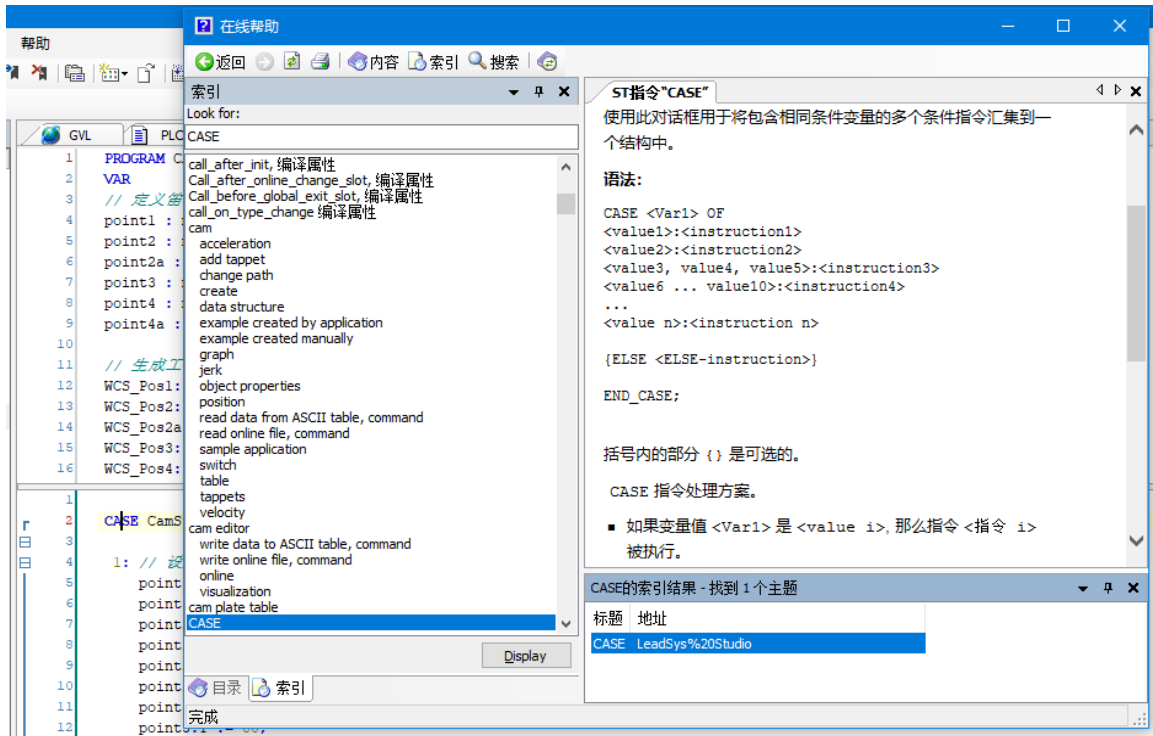 在线帮助
帮助
返回 内容 索引 搜索
索引
Look for:
CASE
call_after_init, 编译属性
Call_after_online_change_slot, 编译属性
Call_before_global_exit_slot, 编译属性
call_on_type_change 编译属性
cam
acceleration
add tappet
change path
create
data structure
example created by application
example created manually
graph
jerk
object properties
position
read data from ASCII table, command
read online file, command
sample application
switch
table
tappets
velocity
cam editor
write data to ASCII table, command
write online file, command
online
visualization
cam plate table
CASE
Display
目录 索引
完成
ST指令"CASE"
使用此对话框用于将包含相同条件变量的多个条件指令汇集到一
个结构中。
语法:
CASE <Var1> OF
<value1>:<instruction1>
<value2>:<instruction2>
<value3, value4, value5>:<instruction3>
<value6 ... value10>:<instruction4>
...
<value n>:<instruction n>
{ELSE <ELSE-instruction>}
END_CASE;
括号内的部分 {} 是可选的。
CASE 指令处理方案。
▪ 如果变量值 <Var1> 是 <value i>, 那么指令 <指令 i>
被执行。
CASE的索引结果 - 找到 1 个主题
标题 地址
CASE LeadSys%20Studio
GVL PLC
1 PROGRAM C
2 VAR
3 // 定义笛
4 point1 :
5 point2 :
6 point2a :
7 point3 :
8 point4 :
9 point4a :
10
11 // 生成工
12 WCS_Pos1:
13 WCS_Pos2:
14 WCS_Pos2a
15 WCS_Pos3:
16 WCS_Pos4:
1
2 CASE CamS
3
4 1: // 设
5 point
6 point
7 point
8 point
9 point
10 point
11 point
12 point